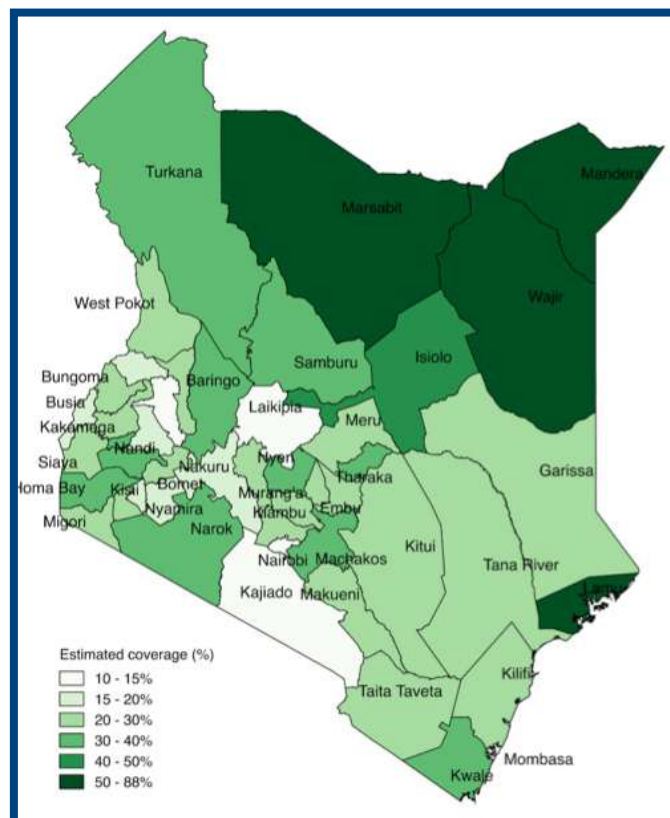 Turkana
Mandera
Marsabit
Wajir
West Pokot
Samburu
Isiolo
Bungoma
Baringo
Busia
Laikipia
Kakamega
Meru
Nandi
Siaya
Nakuru
Nyeri
Garissa
Tharaka
Homa Bay
Kisii
Bomet
Murang'a
Embu
Nyamira
Kiambu
Migori
Narok
Kitui
Nairobi
Machakos
Tana River
Kajiado
Makueni
Lamu
Estimated coverage (%)
10 - 15%
15 - 20%
20 - 30%
30 - 40%
40 - 50%
50 - 88%
Taita Taveta
Kilifi
Mombasa
Kwale